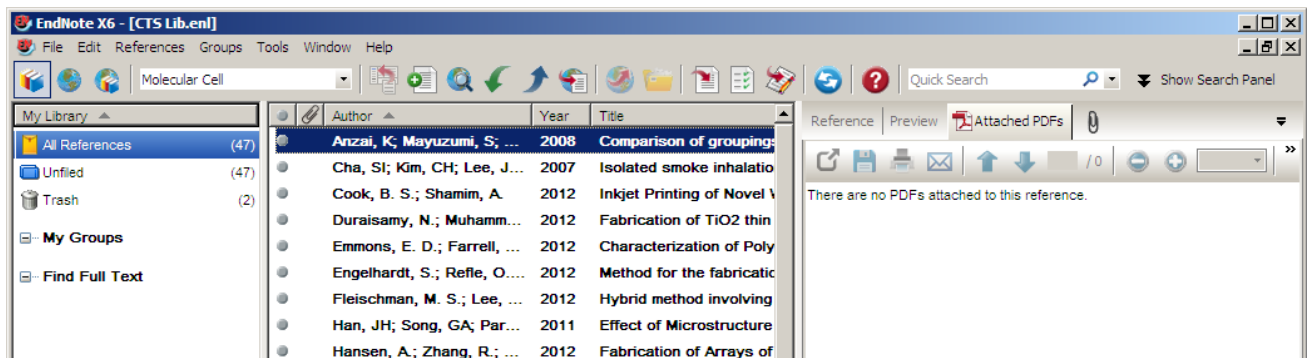 EndNote X6 - [CTS Lib.enl]
File Edit References Groups Tools Window Help
Molecular Cell
Quick Search
Show Search Panel
My Library
All References (47)
Unfiled (47)
Trash (2)
My Groups
Find Full Text
Author Year Title
Anzai, K; Mayuzumi, S; ... 2008 Comparison of groupings
Cha, SI; Kim, CH; Lee, J... 2007 Isolated smoke inhalatio
Cook, B. S.; Shamim, A. 2012 Inkjet Printing of Novel
Duraisamy, N.; Muhamm... 2012 Fabrication of TiO2 thin
Emmons, E. D.; Farrell, ... 2012 Characterization of Poly
Engelhardt, S.; Refle, O.... 2012 Method for the fabricatio
Fleischman, M. S.; Lee, ... 2012 Hybrid method involving
Han, JH; Song, GA; Par... 2011 Effect of Microstructure
Hansen, A.; Zhang, R.; ... 2012 Fabrication of Arrays of
Reference Preview Attached PDFs
/ 0
»
There are no PDFs attached to this reference.